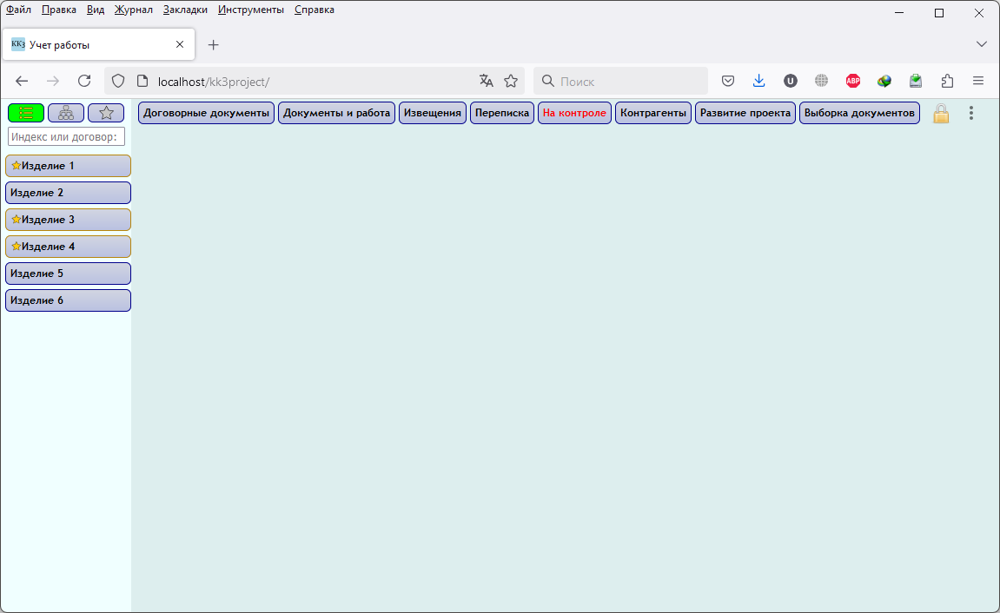 Файл Правка Вид Журнал Закладки Инструменты Справка
КК3 Учет работы
localhost/kk3project/ Поиск
U ABP
Договорные документы Документы и работа Извещения Переписка На контроле Контрагенты Развитие проекта Выборка документов
Индекс или договор:
Изделие 1
Изделие 2
Изделие 3
Изделие 4
Изделие 5
Изделие 6